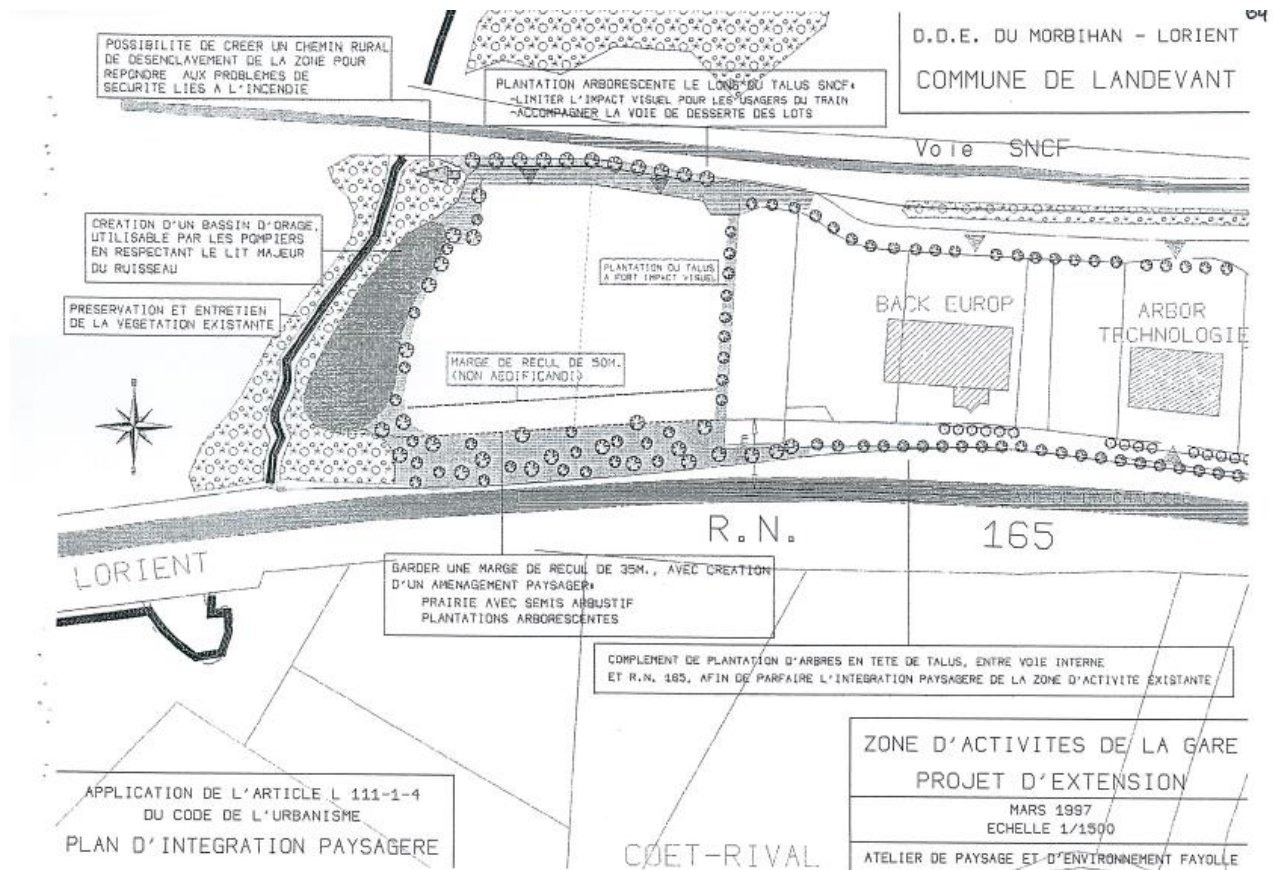 64
D.D.E. DU MORBIHAN - LORIENT
COMMUNE DE LANDEVANT
POSSIBILITE DE CREER UN CHEMIN RURAL
DE DESENCLAVEMENT DE LA ZONE POUR
REPONDRE AUX PROBLEMES DE
SECURITE LIES A L'INCENDIE
PLANTATION ARBORESCENTE LE LONG DU TALUS SNCF:
-LIMITER L'IMPACT VISUEL POUR LES USAGERS DU TRAIN
-ACCOMPAGNER LA VOIE DE DESSERTE DES LOTS
Voie SNCF
CREATION D'UN BASSIN D'ORAGE,
UTILISABLE PAR LES POMPIERS
EN RESPECTANT LE LIT MAJEUR
DU RUISSEAU
PRESERVATION ET ENTRETIEN
DE LA VEGETATION EXISTANTE
PLANTATION DU TALUS
A FORT IMPACT VISUEL
BACK EUROP
ARBOR
TECHNOLOGIE
MARGE DE RECUL DE 50M.
(NON AEDIFICANDI)
AXE DE LA CHAUSSEE
R.N. 165
LORIENT
GARDER UNE MARGE DE RECUL DE 35M., AVEC CREATION
D'UN AMENAGEMENT PAYSAGER:
PRAIRIE AVEC SEMIS ARBUSTIF
PLANTATIONS ARBORESCENTES
COMPLEMENT DE PLANTATION D'ARBRES EN TETE DE TALUS, ENTRE VOIE INTERNE
ET R.N. 165, AFIN DE PARFAIRE L'INTEGRATION PAYSAGERE DE LA ZONE D'ACTIVITE EXISTANTE
APPLICATION DE L'ARTICLE L 111-1-4
DU CODE DE L'URBANISME
PLAN D'INTEGRATION PAYSAGERE
COET-RIVAL
ZONE D'ACTIVITES DE LA GARE
PROJET D'EXTENSION
MARS 1997
ECHELLE 1/1500
ATELIER DE PAYSAGE ET D'ENVIRONNEMENT FAYOLLE